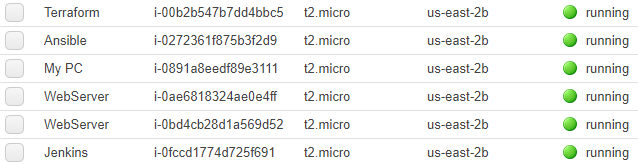 Terraform i-00b2b547b7dd4bbc5 t2.micro us-east-2b running
Ansible i-0272361f875b3f2d9 t2.micro us-east-2b running
My PC i-0891a8eedf89e3111 t2.micro us-east-2b running
WebServer i-0ae6818324ae0e4ff t2.micro us-east-2b running
WebServer i-0bd4cb28d1a569d52 t2.micro us-east-2b running
Jenkins i-0fccd1774d725f691 t2.micro us-east-2b running